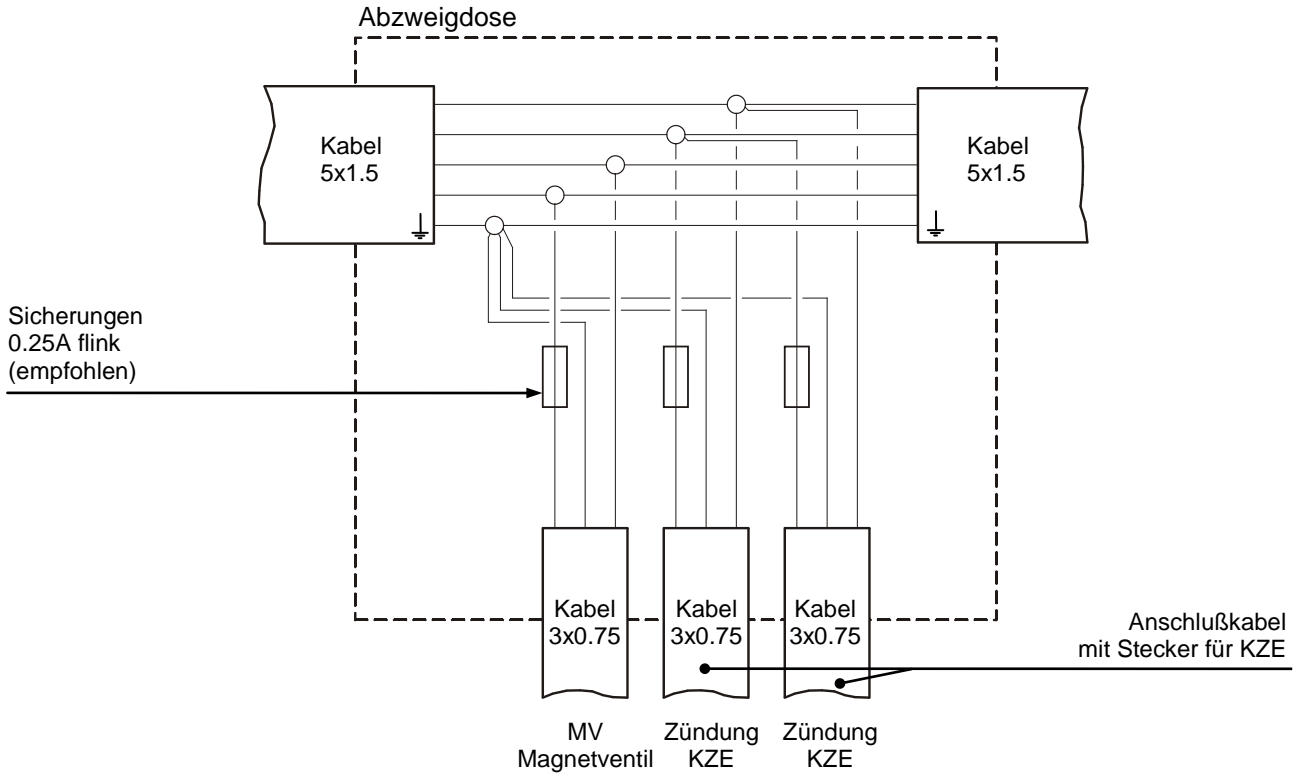 Abzweigdose
Kabel
5x1.5
Kabel
5x1.5
Sicherungen
0.25A flink
(empfohlen)
Kabel
3x0.75
Kabel
3x0.75
Kabel
3x0.75
Anschlußkabel
mit Stecker für KZE
MV
Magnetventil
Zündung
KZE
Zündung
KZE